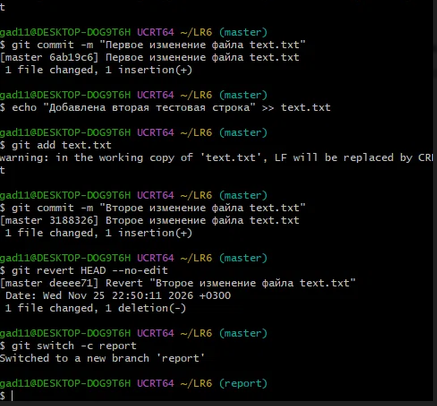 t
gad11@DESKTOP-DOG9T6H UCRT64 ~/LR6 (master)
$ git commit -m "Первое изменение файла text.txt"
[master 6ab19c6] Первое изменение файла text.txt
 1 file changed, 1 insertion(+)
gad11@DESKTOP-DOG9T6H UCRT64 ~/LR6 (master)
$ echo "Добавлена вторая тестовая строка" >> text.txt
gad11@DESKTOP-DOG9T6H UCRT64 ~/LR6 (master)
$ git add text.txt
warning: in the working copy of 'text.txt', LF will be replaced by CR
t
gad11@DESKTOP-DOG9T6H UCRT64 ~/LR6 (master)
$ git commit -m "Второе изменение файла text.txt"
[master 3188326] Второе изменение файла text.txt
 1 file changed, 1 insertion(+)
gad11@DESKTOP-DOG9T6H UCRT64 ~/LR6 (master)
$ git revert HEAD --no-edit
[master deeee71] Revert "Второе изменение файла text.txt"
 Date: Wed Nov 25 22:50:11 2026 +0300
 1 file changed, 1 deletion(-)
gad11@DESKTOP-DOG9T6H UCRT64 ~/LR6 (master)
$ git switch -c report
Switched to a new branch 'report'
gad11@DESKTOP-DOG9T6H UCRT64 ~/LR6 (report)
$